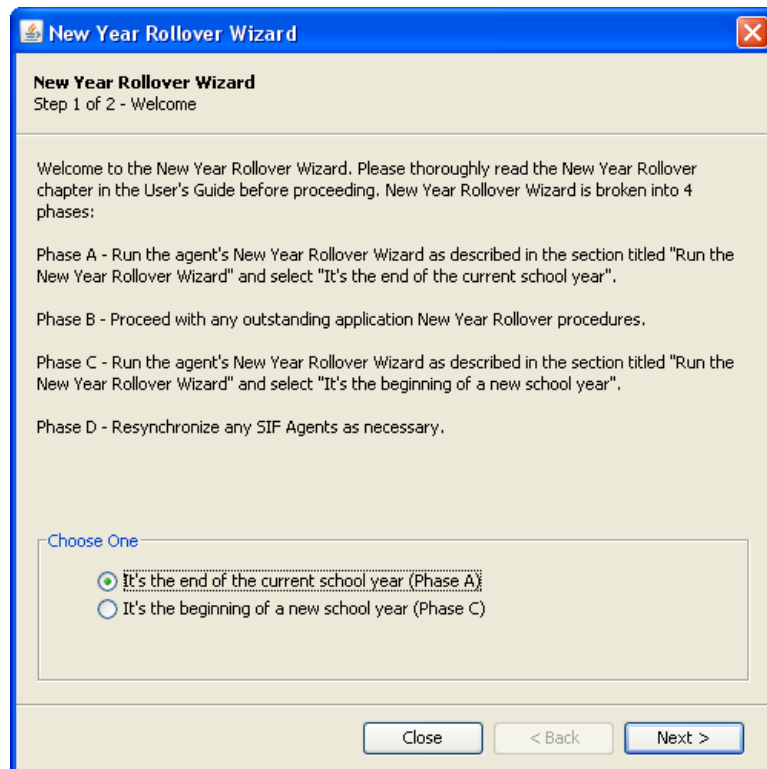 New Year Rollover Wizard
New Year Rollover Wizard
Step 1 of 2 - Welcome
Welcome to the New Year Rollover Wizard. Please thoroughly read the New Year Rollover
chapter in the User's Guide before proceeding. New Year Rollover Wizard is broken into 4
phases:
Phase A - Run the agent's New Year Rollover Wizard as described in the section titled "Run the
New Year Rollover Wizard" and select "It's the end of the current school year".
Phase B - Proceed with any outstanding application New Year Rollover procedures.
Phase C - Run the agent's New Year Rollover Wizard as described in the section titled "Run the
New Year Rollover Wizard" and select "It's the beginning of a new school year".
Phase D - Resynchronize any SIF Agents as necessary.
Choose One
It's the end of the current school year (Phase A)
It's the beginning of a new school year (Phase C)
Close < Back Next >